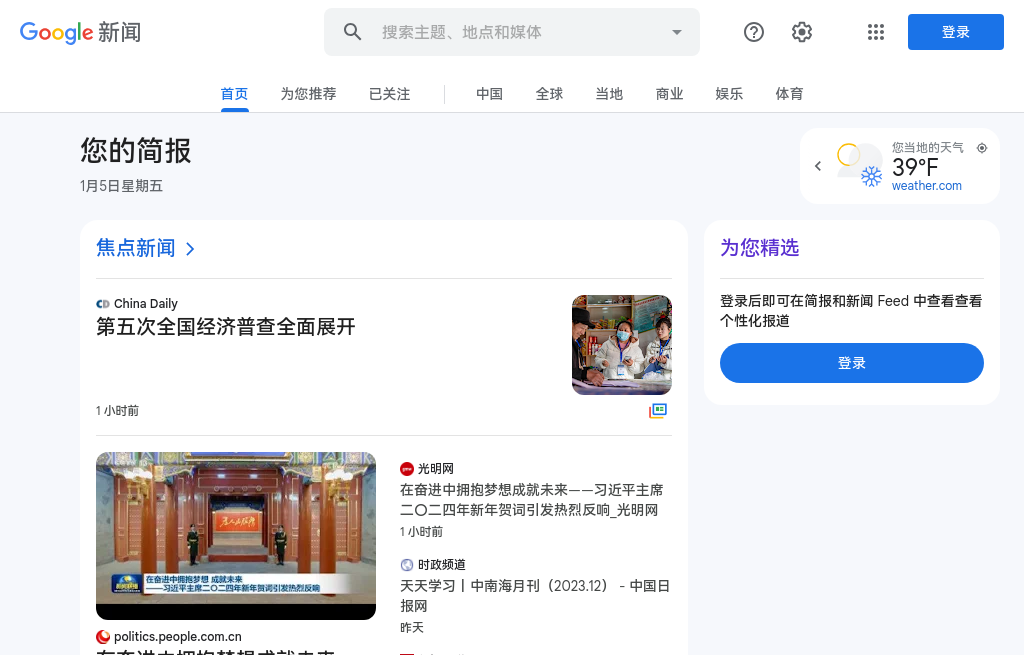 Google 新闻
搜索主题、地点和媒体
登录
首页
为您推荐
已关注
中国
全球
当地
商业
娱乐
体育
您的简报
1月5日星期五
您当地的天气
39°F
weather.com
焦点新闻
China Daily
第五次全国经济普查全面展开
1 小时前
为您精选
登录后即可在简报和新闻 Feed 中查看查看
个性化报道
登录
在奋进中拥抱梦想 成就未来
——习近平主席二〇二四年新年贺词引发热烈反响
politics.people.com.cn
光明网
在奋进中拥抱梦想成就未来——习近平主席
二〇二四年新年贺词引发热烈反响_光明网
1 小时前
时政频道
天天学习丨中南海月刊（2023.12） - 中国日
报网
昨天